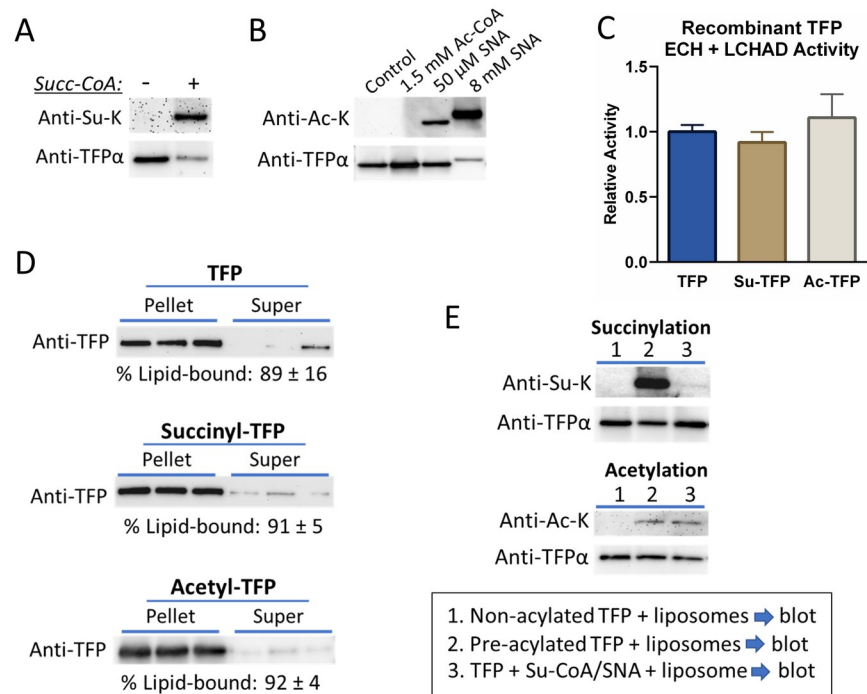 A
Succ-CoA: - +
Anti-Su-K
Anti-TFPα
B
Control
1.5 mM Ac-CoA
50 µM SNA
8 mM SNA
Anti-Ac-K
Anti-TFPα
C
Recombinant TFP
ECH + LCHAD Activity
Relative Activity
1.5
1.0
0.5
0.0
TFP Su-TFP Ac-TFP
D
TFP
Pellet Super
Anti-TFP
% Lipid-bound: 89 ± 16
Succinyl-TFP
Pellet Super
Anti-TFP
% Lipid-bound: 91 ± 5
Acetyl-TFP
Pellet Super
Anti-TFP
% Lipid-bound: 92 ± 4
E
Succinylation
1 2 3
Anti-Su-K
Anti-TFPα
Acetylation
1 2 3
Anti-Ac-K
Anti-TFPα
1. Non-acylated TFP + liposomes blot
2. Pre-acylated TFP + liposomes blot
3. TFP + Su-CoA/SNA + liposome blot